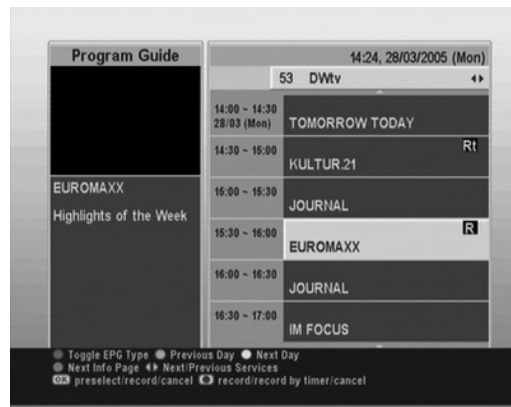 Program Guide
14:24, 28/03/2005 (Mon)
53 DWtv
EUROMAXX
Highlights of the Week
14:00 ~ 14:30
28/03 (Mon)
TOMORROW TODAY
14:30 ~ 15:00
Rt
KULTUR.21
15:00 ~ 15:30
JOURNAL
15:30 ~ 16:00
R
EUROMAXX
16:00 ~ 16:30
JOURNAL
16:30 ~ 17:00
IM FOCUS
Toggle EPG Type Previous Day Next Day
Next Info Page Next/Previous Services
OK preselect/record/cancel record/record by timer/cancel